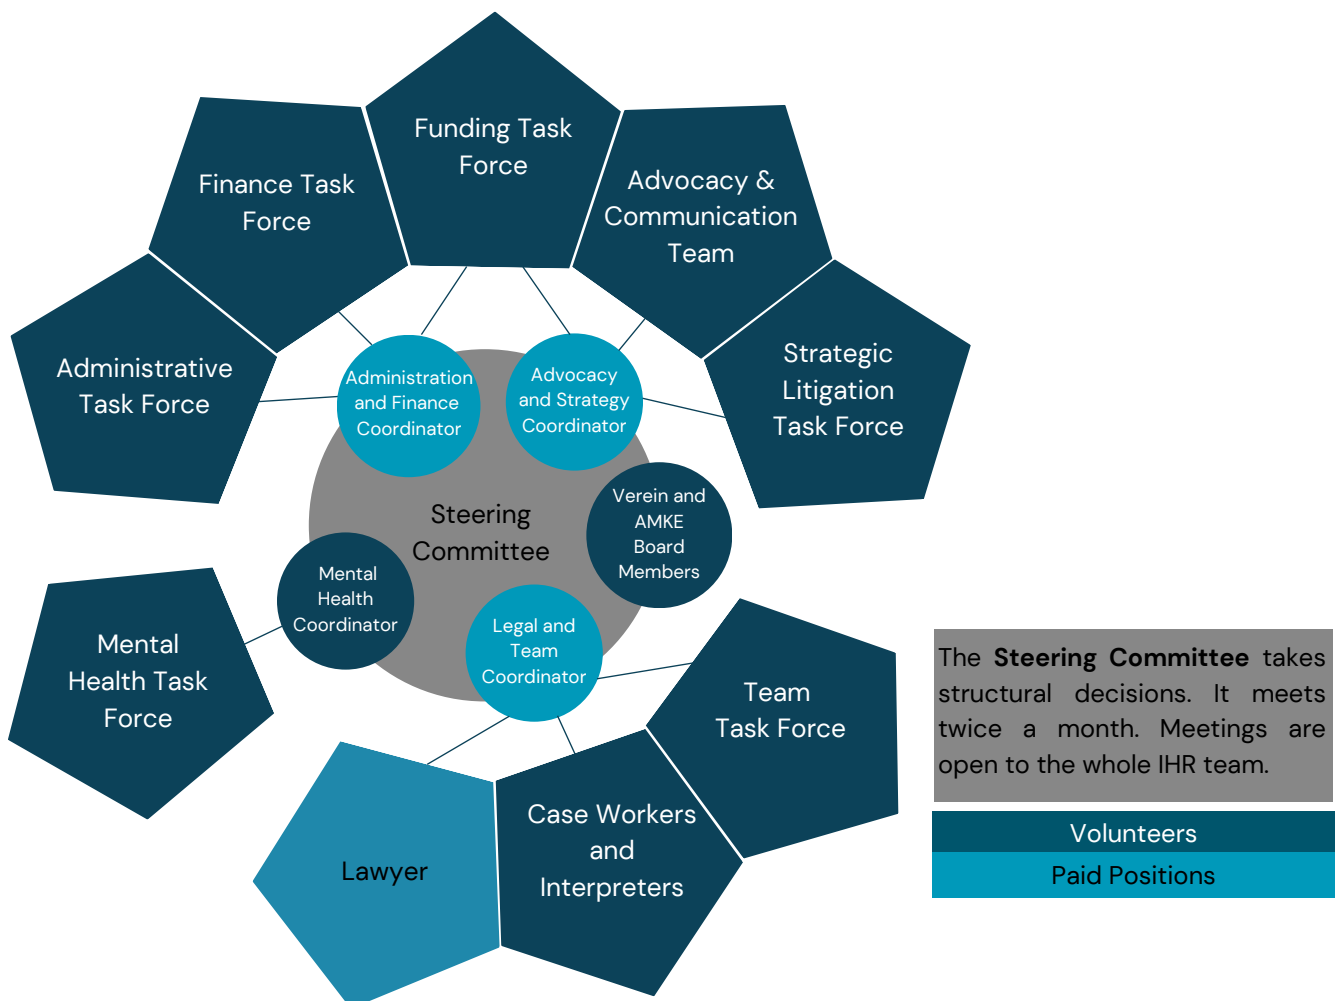 Funding Task
Force
Finance Task
Force
Advocacy &
Communication
Team
Administrative
Task Force
Strategic
Litigation
Task Force
Administration
and Finance
Coordinator
Advocacy
and Strategy
Coordinator
Steering
Committee
Verein and
AMKE
Board
Members
Mental
Health
Coordinator
Legal and
Team
Coordinator
Mental
Health Task
Force
Team
Task Force
Case Workers
and
Interpreters
Lawyer
The Steering Committee takes
structural decisions. It meets
twice a month. Meetings are
open to the whole IHR team.
Volunteers
Paid Positions